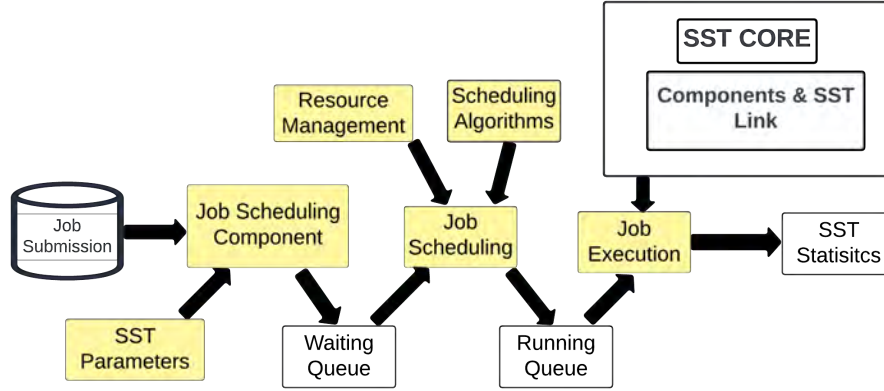 SST CORE
Components & SST
Link
Resource
Management
Scheduling
Algorithms
Job
Submission
Job Scheduling
Component
Job
Scheduling
Job
Execution
SST
Statisitcs
SST
Parameters
Waiting
Queue
Running
Queue